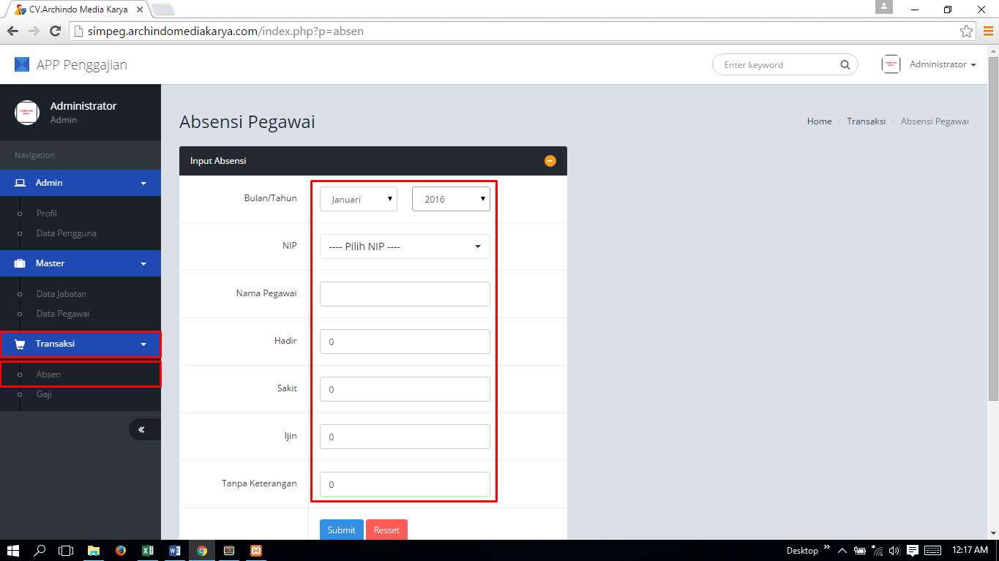 CV.Archindo Media Karya
simpeg.archindomediakarya.com/index.php?p=absen
APP Penggajian
Enter keyword
Administrator
Administrator
Admin
Navigation
Admin
Profil
Data Pengguna
Master
Data Jabatan
Data Pegawai
Transaksi
Absen
Gaji
Absensi Pegawai
Home / Transaksi / Absensi Pegawai
Input Absensi
Bulan/Tahun Januari 2016
NIP ---- Pilih NIP ----
Nama Pegawai
Hadir 0
Sakit 0
Ijin 0
Tanpa Keterangan 0
Submit Resset
Desktop 12:17 AM